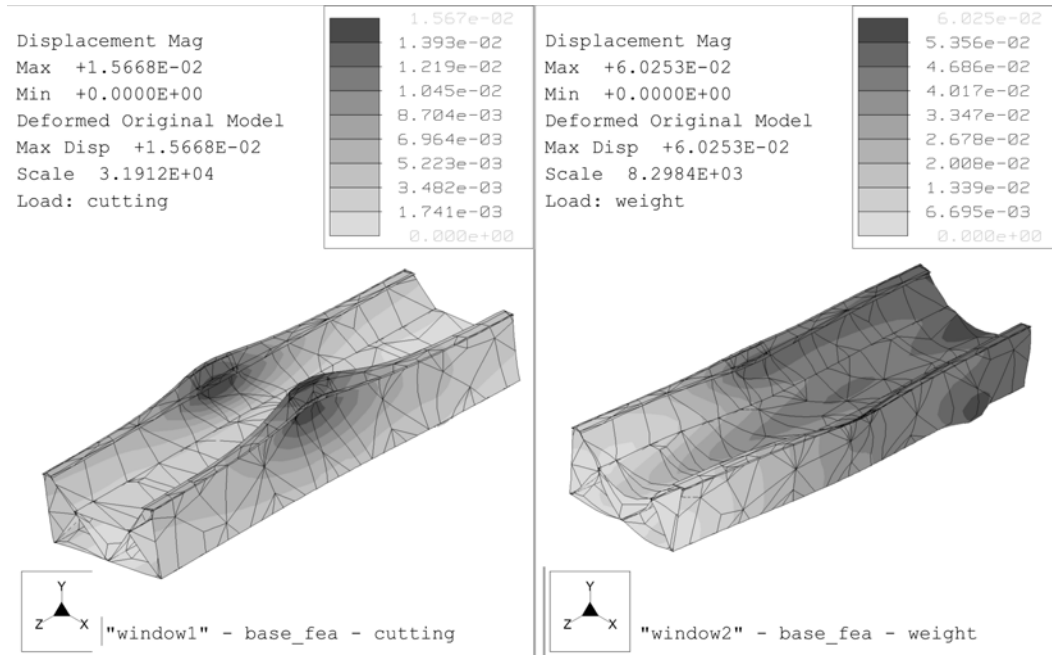 Displacement Mag
Max +1.5668E-02
Min +0.0000E+00
Deformed Original Model
Max Disp +1.5668E-02
Scale 3.1912E+04
Load: cutting
1.567e-02
1.393e-02
1.219e-02
1.045e-02
8.704e-03
6.964e-03
5.223e-03
3.482e-03
1.741e-03
0.000e+00
Y
Z
X
"window1" - base_fea - cutting
Displacement Mag
Max +6.0253E-02
Min +0.0000E+00
Deformed Original Model
Max Disp +6.0253E-02
Scale 8.2984E+03
Load: weight
6.025e-02
5.356e-02
4.686e-02
4.017e-02
3.347e-02
2.678e-02
2.008e-02
1.339e-02
6.695e-03
0.000e+00
Y
Z
X
"window2" - base_fea - weight